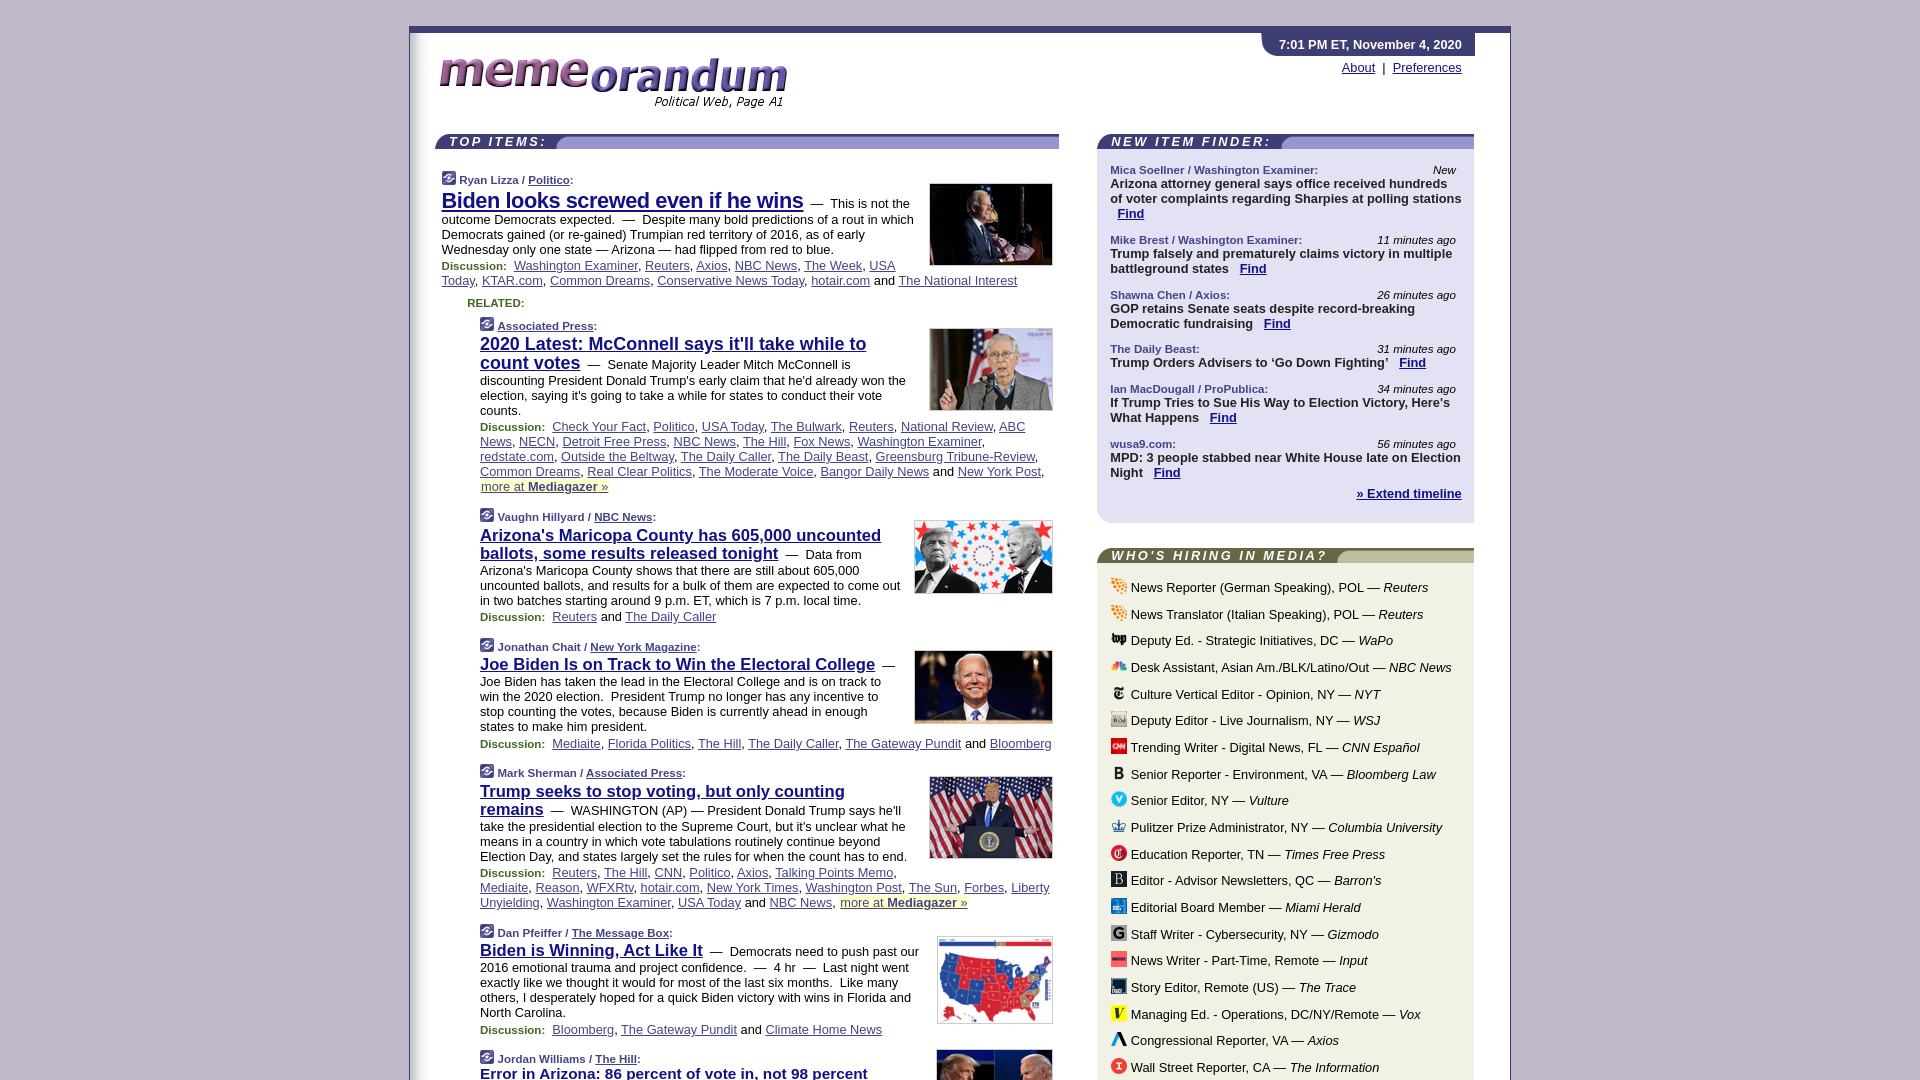 7:01 PM ET, November 4, 2020
About | Preferences
memeorandum
Political Web, Page A1
TOP ITEMS:
Ryan Lizza / Politico:
Biden looks screwed even if he wins — This is not the
outcome Democrats expected. — Despite many bold predictions of a rout in which
Democrats gained (or re-gained) Trumpian red territory of 2016, as of early
Wednesday only one state — Arizona — had flipped from red to blue.
Discussion: Washington Examiner, Reuters, Axios, NBC News, The Week, USA
Today, KTAR.com, Common Dreams, Conservative News Today, hotair.com and The National Interest
RELATED:
Associated Press:
2020 Latest: McConnell says it'll take while to
count votes — Senate Majority Leader Mitch McConnell is
discounting President Donald Trump's early claim that he'd already won the
election, saying it's going to take a while for states to conduct their vote
counts.
Discussion: Check Your Fact, Politico, USA Today, The Bulwark, Reuters, National Review, ABC
News, NECN, Detroit Free Press, NBC News, The Hill, Fox News, Washington Examiner,
redstate.com, Outside the Beltway, The Daily Caller, The Daily Beast, Greensburg Tribune-Review,
Common Dreams, Real Clear Politics, The Moderate Voice, Bangor Daily News and New York Post,
more at Mediagazer »
Vaughn Hillyard / NBC News:
Arizona's Maricopa County has 605,000 uncounted
ballots, some results released tonight — Data from
Arizona's Maricopa County shows that there are still about 605,000
uncounted ballots, and results for a bulk of them are expected to come out
in two batches starting around 9 p.m. ET, which is 7 p.m. local time.
Discussion: Reuters and The Daily Caller
Jonathan Chait / New York Magazine:
Joe Biden Is on Track to Win the Electoral College —
Joe Biden has taken the lead in the Electoral College and is on track to
win the 2020 election. President Trump no longer has any incentive to
stop counting the votes, because Biden is currently ahead in enough
states to make him president.
Discussion: Mediaite, Florida Politics, The Hill, The Daily Caller, The Gateway Pundit and Bloomberg
Mark Sherman / Associated Press:
Trump seeks to stop voting, but only counting
remains — WASHINGTON (AP) — President Donald Trump says he'll
take the presidential election to the Supreme Court, but it's unclear what he
means in a country in which vote tabulations routinely continue beyond
Election Day, and states largely set the rules for when the count has to end.
Discussion: Reuters, The Hill, CNN, Politico, Axios, Talking Points Memo,
Mediaite, Reason, WFXRtv, hotair.com, New York Times, Washington Post, The Sun, Forbes, Liberty
Unyielding, Washington Examiner, USA Today and NBC News, more at Mediagazer »
Dan Pfeiffer / The Message Box:
Biden is Winning, Act Like It — Democrats need to push past our
2016 emotional trauma and project confidence. — 4 hr — Last night went
exactly like we thought it would for most of the last six months. Like many
others, I desperately hoped for a quick Biden victory with wins in Florida and
North Carolina.
Discussion: Bloomberg, The Gateway Pundit and Climate Home News
Jordan Williams / The Hill:
Error in Arizona: 86 percent of vote in, not 98 percent
NEW ITEM FINDER:
Mica Soellner / Washington Examiner: New
Arizona attorney general says office received hundreds
of voter complaints regarding Sharpies at polling stations
Find
Mike Brest / Washington Examiner: 11 minutes ago
Trump falsely and prematurely claims victory in multiple
battleground states Find
Shawna Chen / Axios: 26 minutes ago
GOP retains Senate seats despite record-breaking
Democratic fundraising Find
The Daily Beast: 31 minutes ago
Trump Orders Advisers to ‘Go Down Fighting’ Find
Ian MacDougall / ProPublica: 34 minutes ago
If Trump Tries to Sue His Way to Election Victory, Here's
What Happens Find
wusa9.com: 56 minutes ago
MPD: 3 people stabbed near White House late on Election
Night Find
» Extend timeline
WHO'S HIRING IN MEDIA?
News Reporter (German Speaking), POL — Reuters
News Translator (Italian Speaking), POL — Reuters
Deputy Ed. - Strategic Initiatives, DC — WaPo
Desk Assistant, Asian Am./BLK/Latino/Out — NBC News
Culture Vertical Editor - Opinion, NY — NYT
Deputy Editor - Live Journalism, NY — WSJ
Trending Writer - Digital News, FL — CNN Español
Senior Reporter - Environment, VA — Bloomberg Law
Senior Editor, NY — Vulture
Pulitzer Prize Administrator, NY — Columbia University
Education Reporter, TN — Times Free Press
Editor - Advisor Newsletters, QC — Barron's
Editorial Board Member — Miami Herald
Staff Writer - Cybersecurity, NY — Gizmodo
News Writer - Part-Time, Remote — Input
Story Editor, Remote (US) — The Trace
Managing Ed. - Operations, DC/NY/Remote — Vox
Congressional Reporter, VA — Axios
Wall Street Reporter, CA — The Information